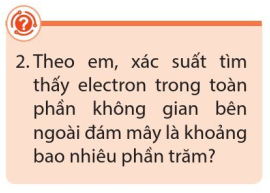 2. Theo em, xác suất tìm
thấy electron trong toàn
phần không gian bên
ngoài đám mây là khoảng
bao nhiêu phần trăm?